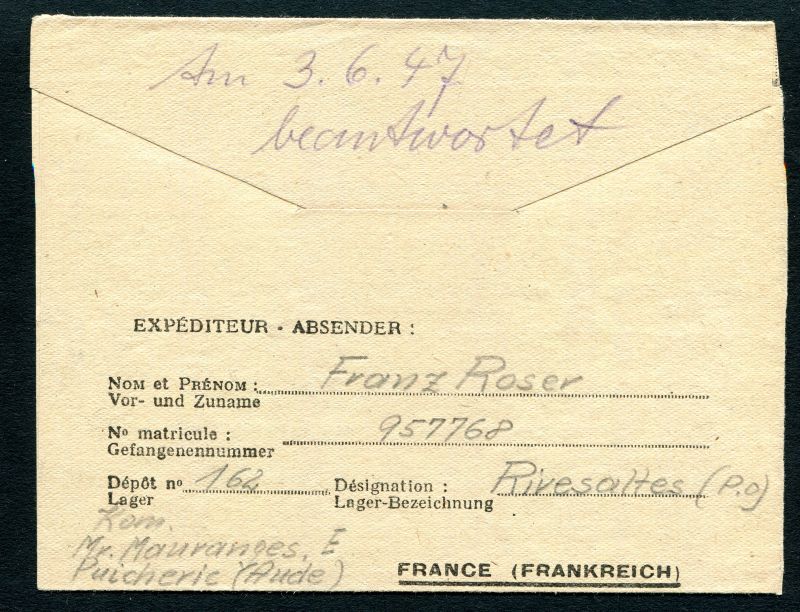 Am 3.6.47
beantwortet
EXPÉDITEUR - ABSENDER :
NOM et PRÉNOM : Franz Roser
Vor- und Zuname
Nº matricule : 957768
Gefangenennummer
Dépôt nº 162 Désignation : Rivesaltes (P.O)
Lager Lager-Bezeichnung
Kom.
Mr. Mauranges, E
Puicheric (Aude)
FRANCE (FRANKREICH)